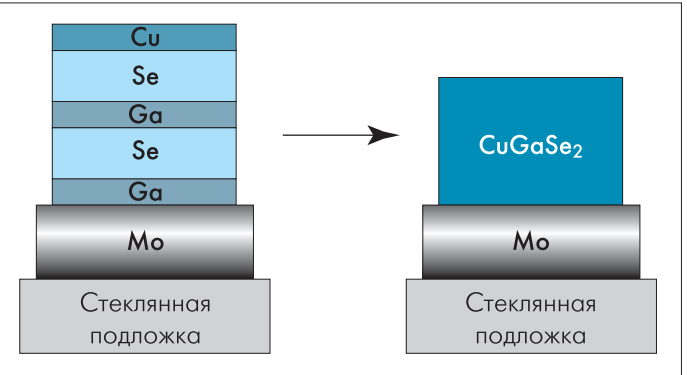 Cu
Se
Ga
Se
Ga
Mo
Стеклянная
подложка
CuGaSe₂
Mo
Стеклянная
подложка